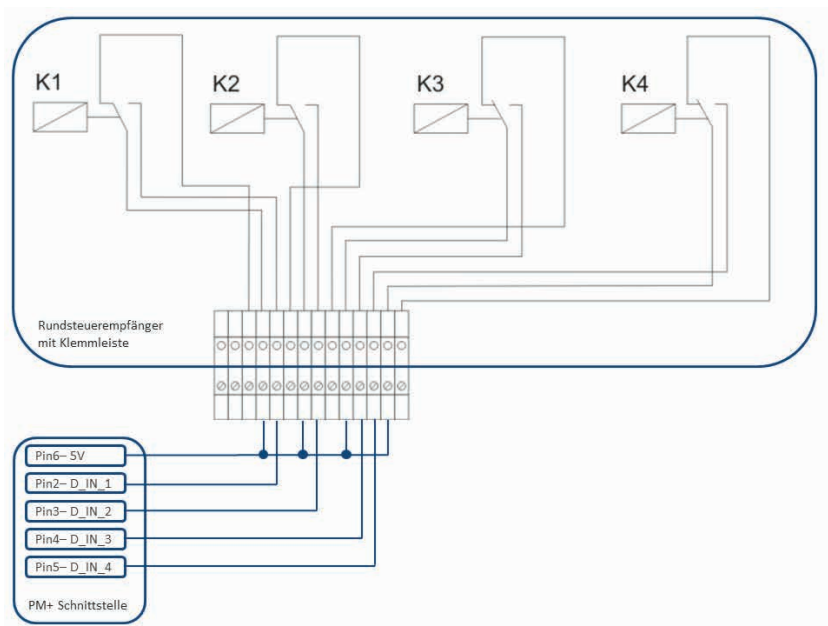 K1
K2
K3
K4
Rundsteuerempfänger
mit Klemmleiste
Pin6– 5V
Pin2– D_IN_1
Pin3– D_IN_2
Pin4– D_IN_3
Pin5– D_IN_4
PM+ Schnittstelle